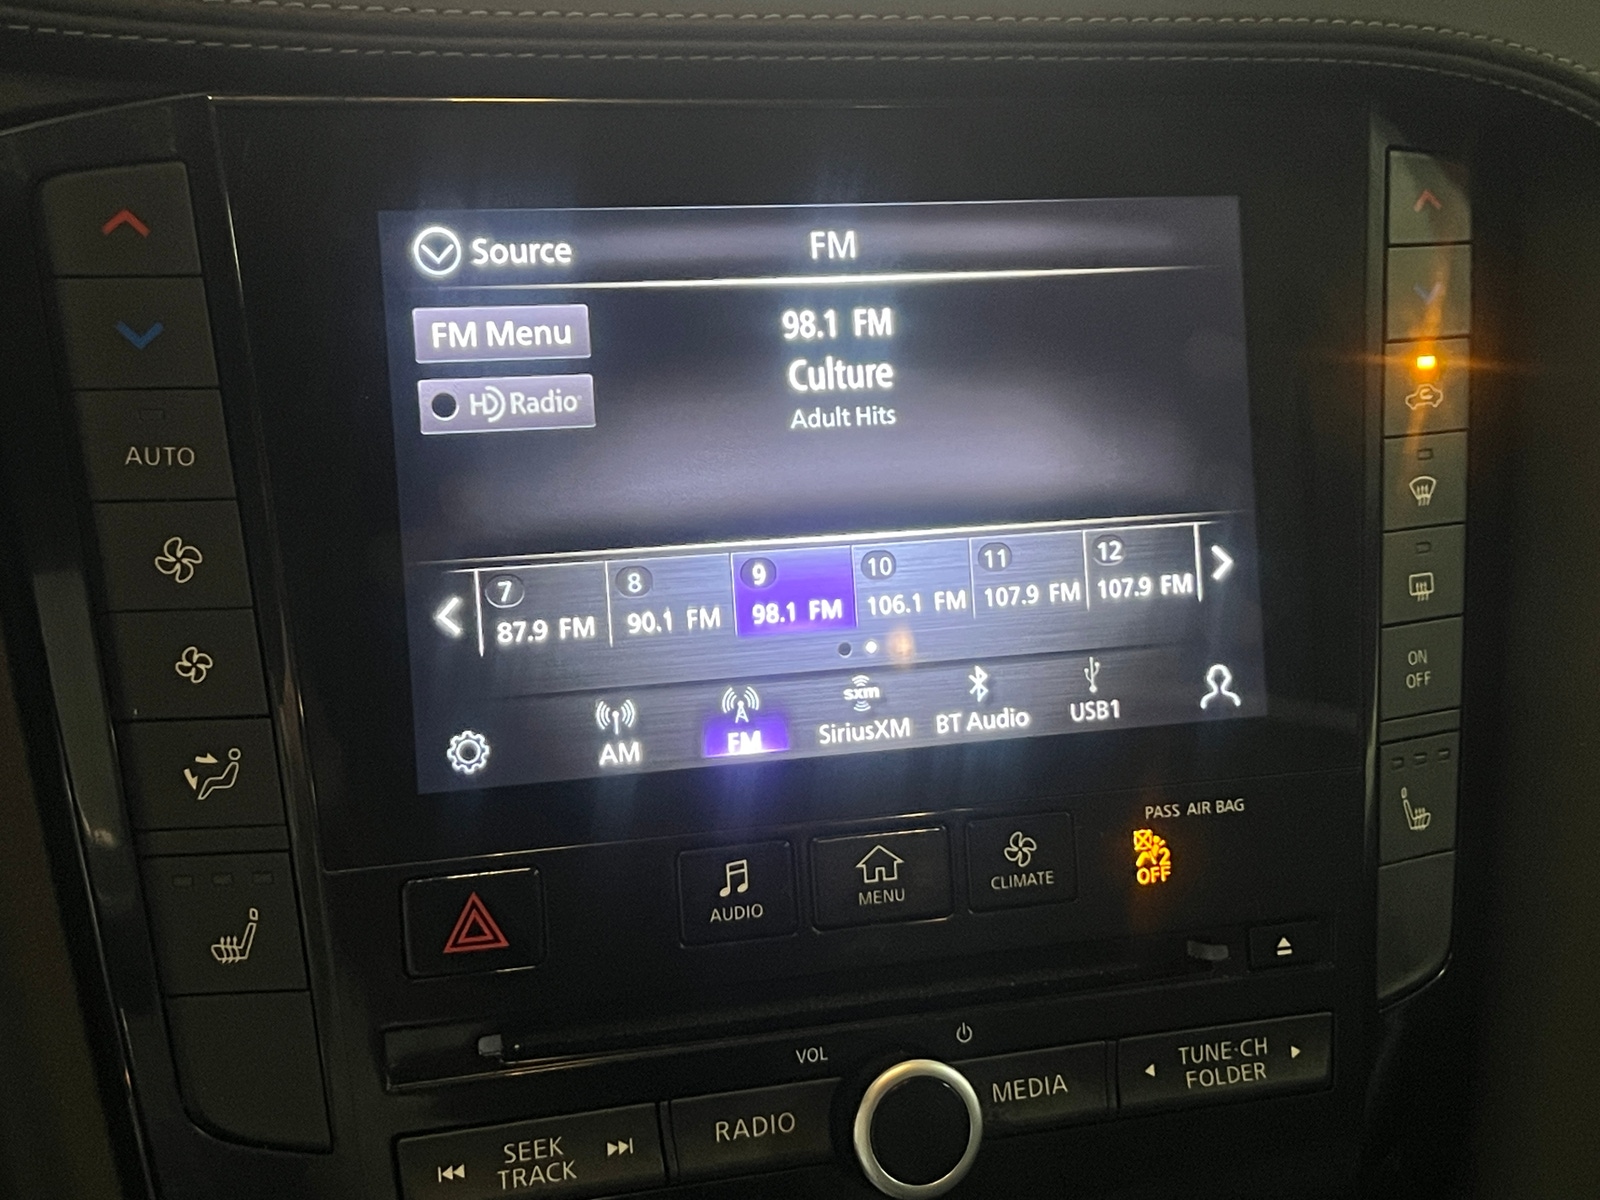 Source
FM
FM Menu
98.1 FM
HD Radio
Culture
Adult Hits
AUTO
7
8
9
10
11
12
87.9 FM
90.1 FM
98.1 FM
106.1 FM
107.9 FM
107.9 FM
ON
OFF
sxm
AM
FM
SiriusXM
BT Audio
USB1
PASS AIR BAG
2
OFF
AUDIO
MENU
CLIMATE
VOL
SEEK
TRACK
RADIO
MEDIA
TUNE·CH
FOLDER